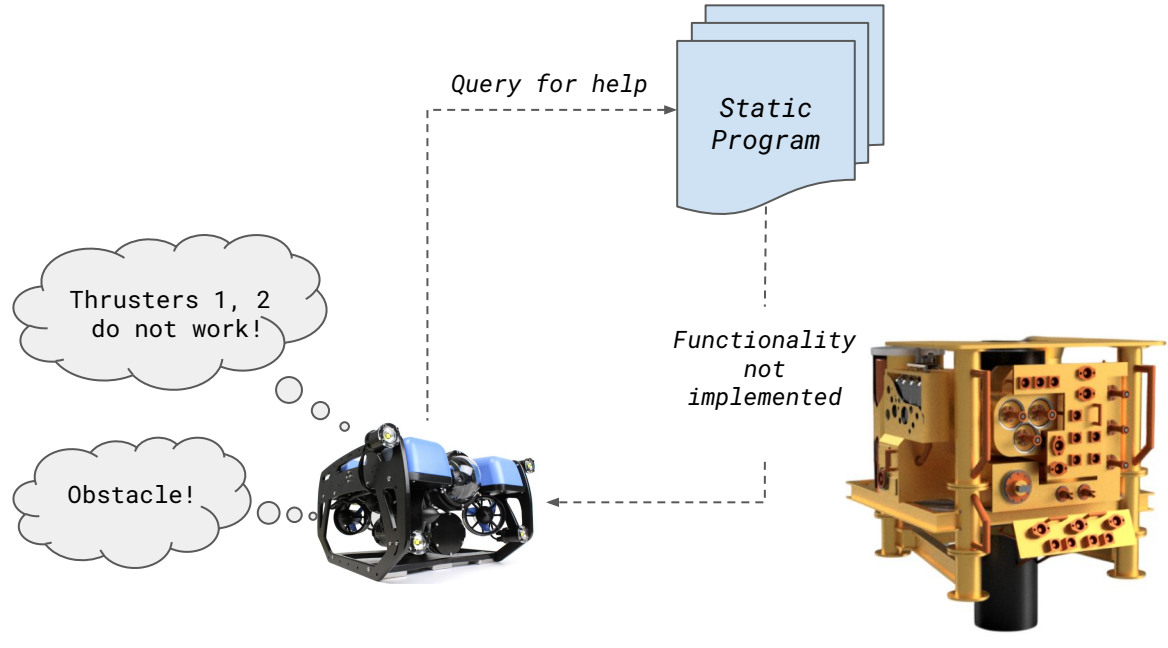 Query for help
Static
Program
Thrusters 1, 2
do not work!
Functionality
not
implemented
Obstacle!